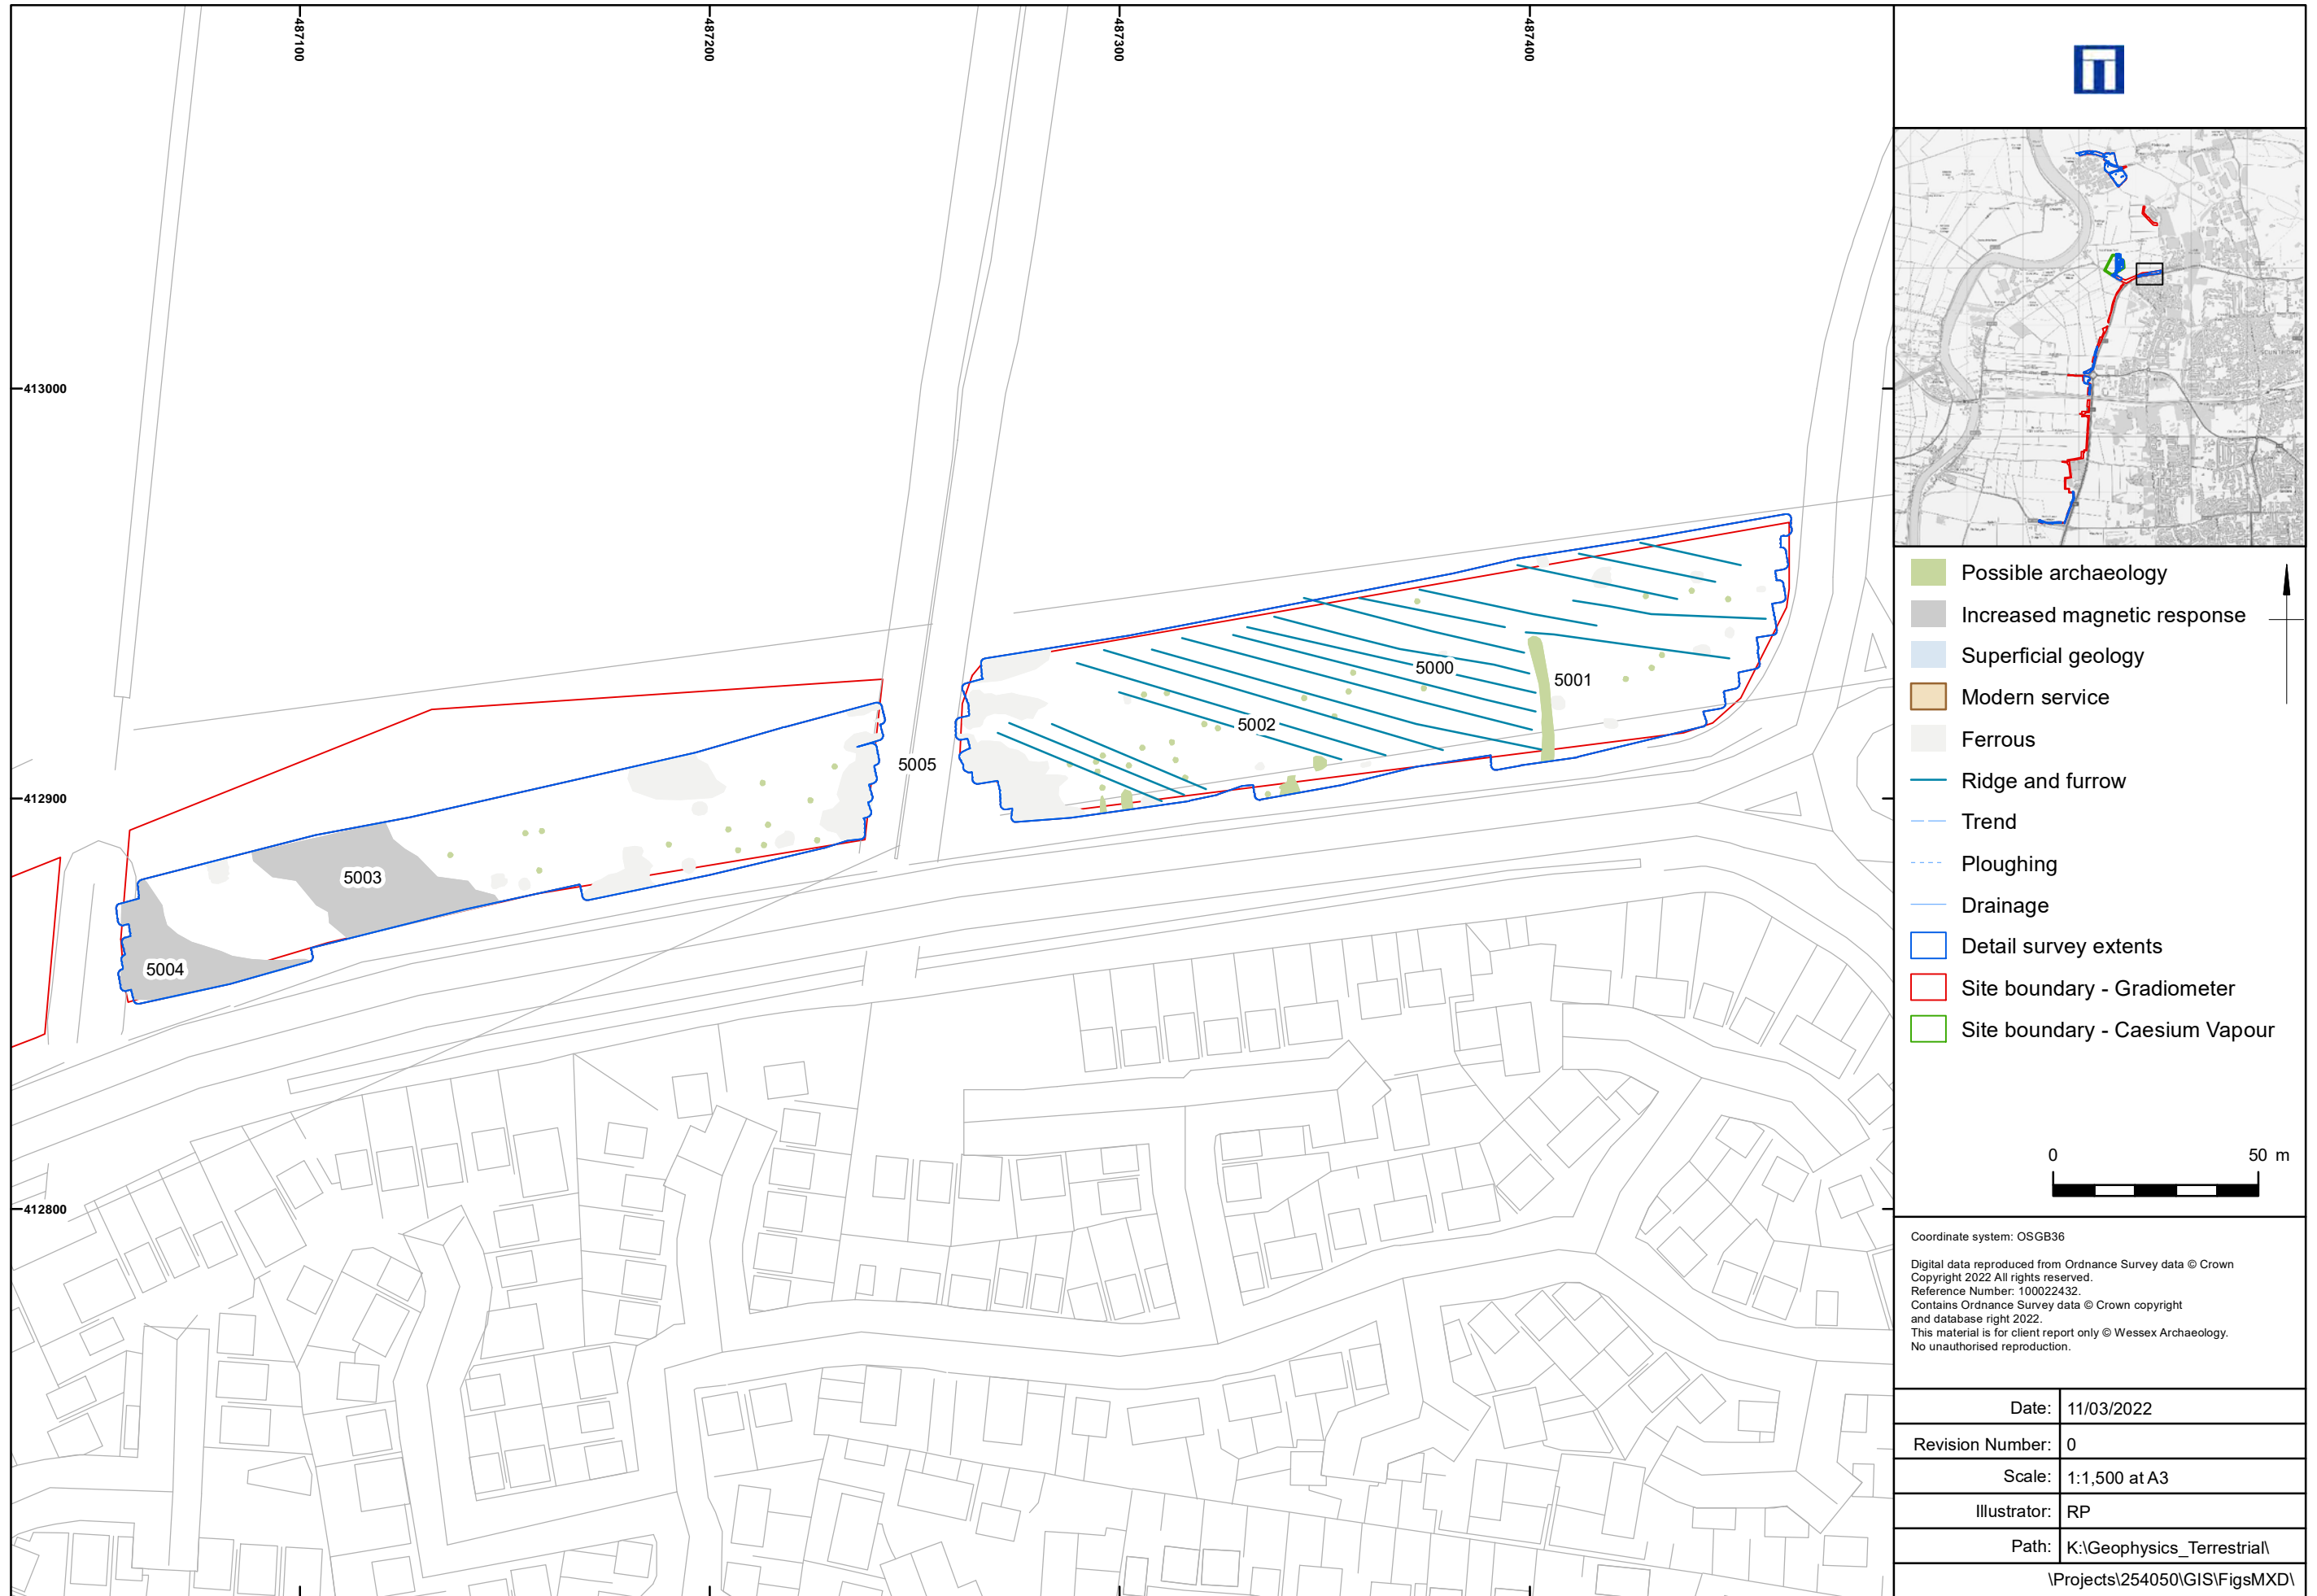 487100
487200
487300
487400
413000
412900
412800
5000
5001
5002
5005
5003
5004
Possible archaeology
Increased magnetic response
Superficial geology
Modern service
Ferrous
Ridge and furrow
Trend
Ploughing
Drainage
Detail survey extents
Site boundary - Gradiometer
Site boundary - Caesium Vapour
0 50 m
Coordinate system: OSGB36
Digital data reproduced from Ordnance Survey data © Crown
Copyright 2022 All rights reserved.
Reference Number: 100022432.
Contains Ordnance Survey data © Crown copyright
and database right 2022.
This material is for client report only © Wessex Archaeology.
No unauthorised reproduction.
Date: 11/03/2022
Revision Number: 0
Scale: 1:1,500 at A3
Illustrator: RP
Path: K:\Geophysics_Terrestrial\
\Projects\254050\GIS\FigsMXD\